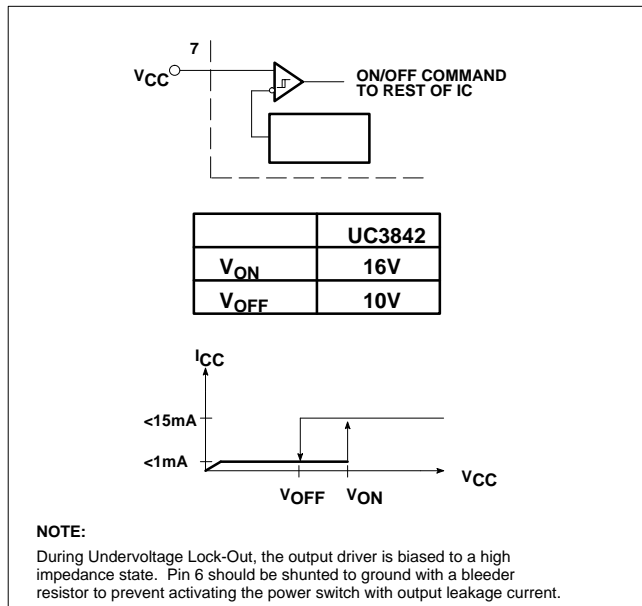 7
VCC
ON/OFF COMMAND
TO REST OF IC
UC3842
VON 16V
VOFF 10V
ICC
<15mA
<1mA
VOFF VON
VCC
NOTE:
During Undervoltage Lock-Out, the output driver is biased to a high
impedance state. Pin 6 should be shunted to ground with a bleeder
resistor to prevent activating the power switch with output leakage current.